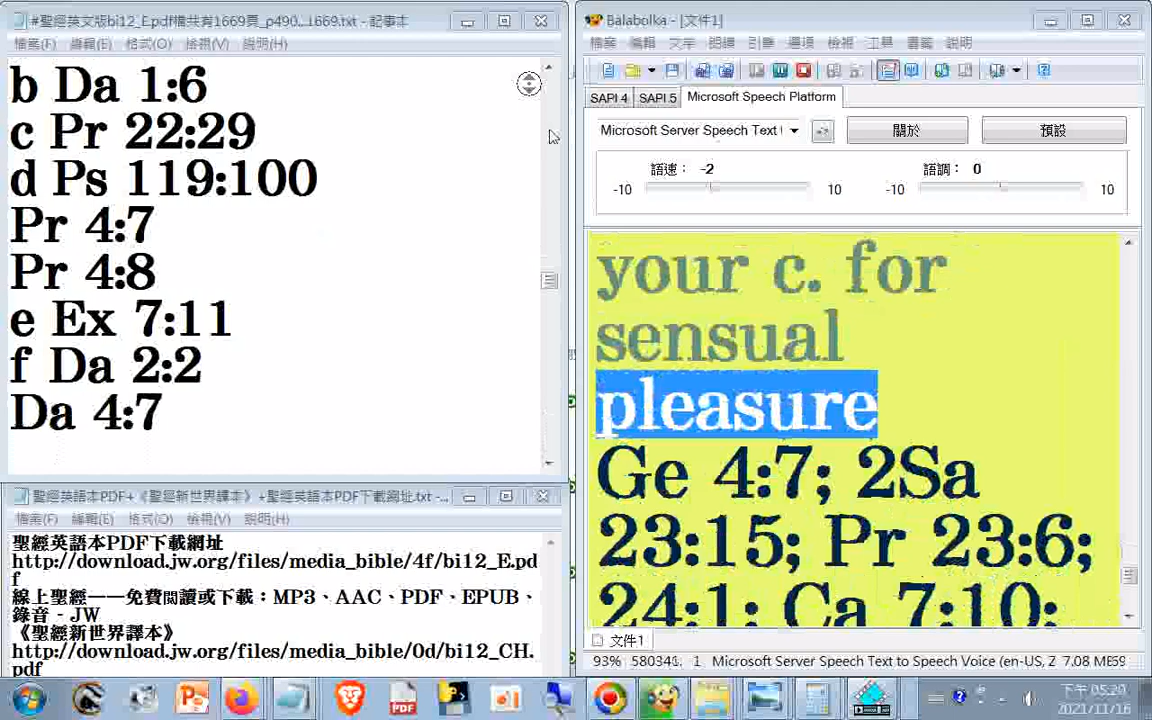 #聖經英文版bi12_E.pdf檔共有1669頁_p490...1669.txt - 記事本
檔案(F) 編輯(E) 格式(O) 檢視(V) 說明(H)
b Da 1:6
c Pr 22:29
d Ps 119:100
Pr 4:7
Pr 4:8
e Ex 7:11
f Da 2:2
Da 4:7
聖經英語本PDF+《聖經新世界譯本》+聖經英語本PDF下載網址.txt - ...
檔案(F) 編輯(E) 格式(O) 檢視(V) 說明(H)
聖經英語本PDF下載網址
http://download.jw.org/files/media_bible/4f/bi12_E.pd
f
線上聖經——免費閱讀或下載：MP3、AAC、PDF、EPUB、
錄音 - JW
《聖經新世界譯本》
http://download.jw.org/files/media_bible/0d/bi12_CH.
pdf
Balabolka - [文件1]
檔案 編輯 文字 朗讀 引擎 選項 檢視 工具 書籤 說明
SAPI 4 SAPI 5 Microsoft Speech Platform
Microsoft Server Speech Text 關於 預設
語速： -2 語調： 0
-10 10 -10 10
your c. for
sensual
pleasure
Ge 4:7; 2Sa
23:15; Pr 23:6;
24:1; Ca 7:10;
文件1
93% 580341: 1 Microsoft Server Speech Text to Speech Voice (en-US, Z 7.08 ME
下午 05:20
2021/11/16